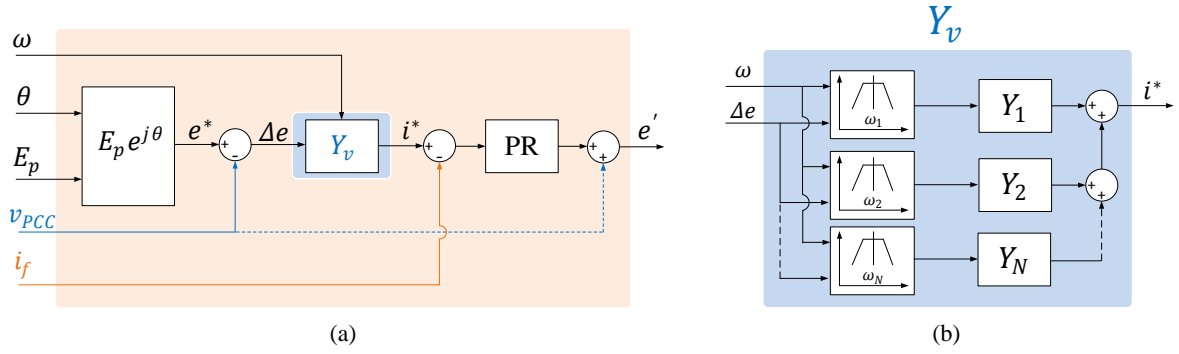 ω
θ
E_p
v_PCC
i_f
E_p e^{jθ}
e*
+
-
Δe
Y_v
i*
+
-
PR
+
+
e′
(a)
Y_v
ω
Δe
ω_1
Y_1
+
+
i*
ω_2
Y_2
+
+
ω_N
Y_N
(b)